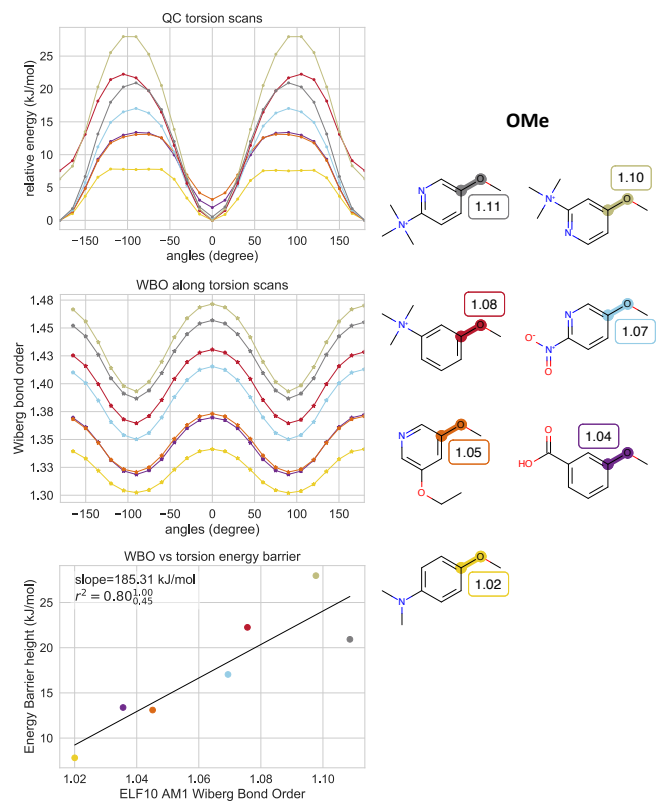 QC torsion scans
relative energy (kJ/mol)
25
20
15
10
5
0
−150 −100 −50 0 50 100 150
angles (degree)
OMe
N
O
N⁺
1.11
1.10
O
N⁺
N
WBO along torsion scans
Wiberg bond order
1.48
1.45
1.43
1.40
1.38
1.35
1.33
1.30
−150 −100 −50 0 50 100 150
angles (degree)
1.08
O
N⁺
N
O
1.07
O⁻
N⁺
O
N
O
1.05
O
1.04
O
HO
O
WBO vs torsion energy barrier
slope=185.31 kJ/mol
r² = 0.80 1.00 0.45
Energy Barrier height (kJ/mol)
25
20
15
10
1.02 1.04 1.06 1.08 1.10
ELF10 AM1 Wiberg Bond Order
O
1.02
N